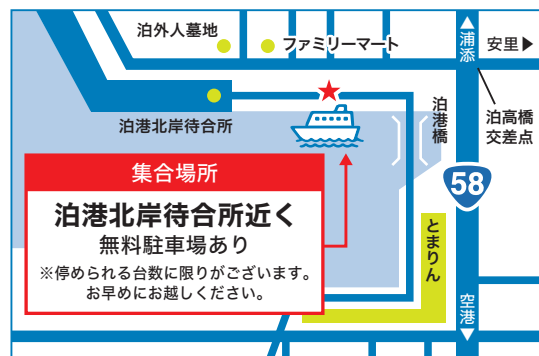 泊外人墓地
ファミリーマート
▲浦添
安里▶
泊港北岸待合所
泊港橋
泊高橋
交差点
集合場所
泊港北岸待合所近く
無料駐車場あり
※停められる台数に限りがございます。
お早めにお越しください。
58
とまりん
空港▼